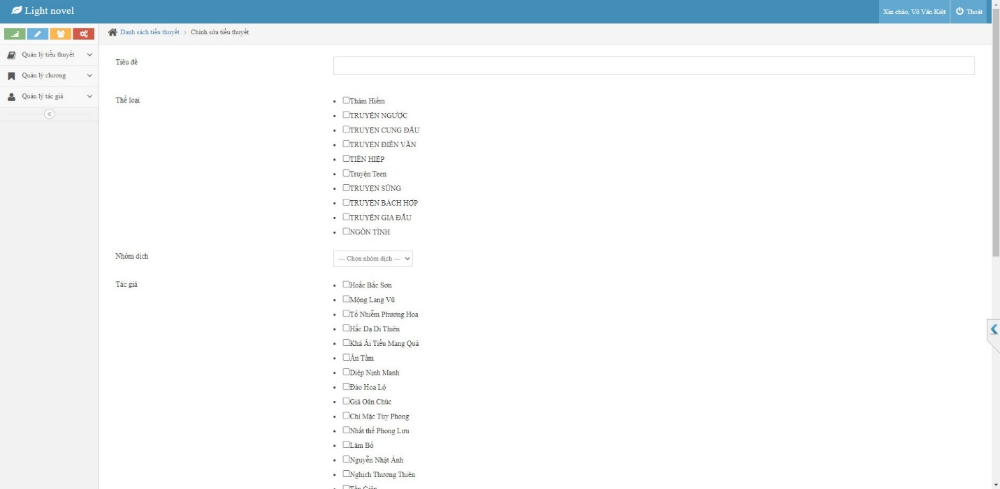 Light novel
Xin chào, Võ Văn Kiệt
Thoát
Danh sách tiểu thuyết
Chỉnh sửa tiểu thuyết
Quản lý tiểu thuyết
Quản lý chương
Quản lý tác giả
Tiêu đề
Thể loại
Thám Hiểm
TRUYỆN NGƯỢC
TRUYỆN CUNG ĐẤU
TRUYỆN ĐIỀN VĂN
TIÊN HIỆP
Truyện Teen
TRUYỆN SỦNG
TRUYỆN BÁCH HỢP
TRUYỆN GIA ĐẤU
NGÔN TÌNH
Nhóm dịch
--- Chọn nhóm dịch ---
Tác giả
Hoắc Bắc Sơn
Mộng Lang Vũ
Tố Nhiễm Phương Hoa
Hắc Dạ Di Thiên
Khả Ái Tiểu Mang Quả
Ân Tầm
Diệp Ninh Manh
Đào Hoa Lộ
Giá Oản Chúc
Chỉ Mặc Tùy Phong
Nhất thế Phong Lưu
Lâm Bồ
Nguyễn Nhật Ánh
Nghịch Thương Thiên